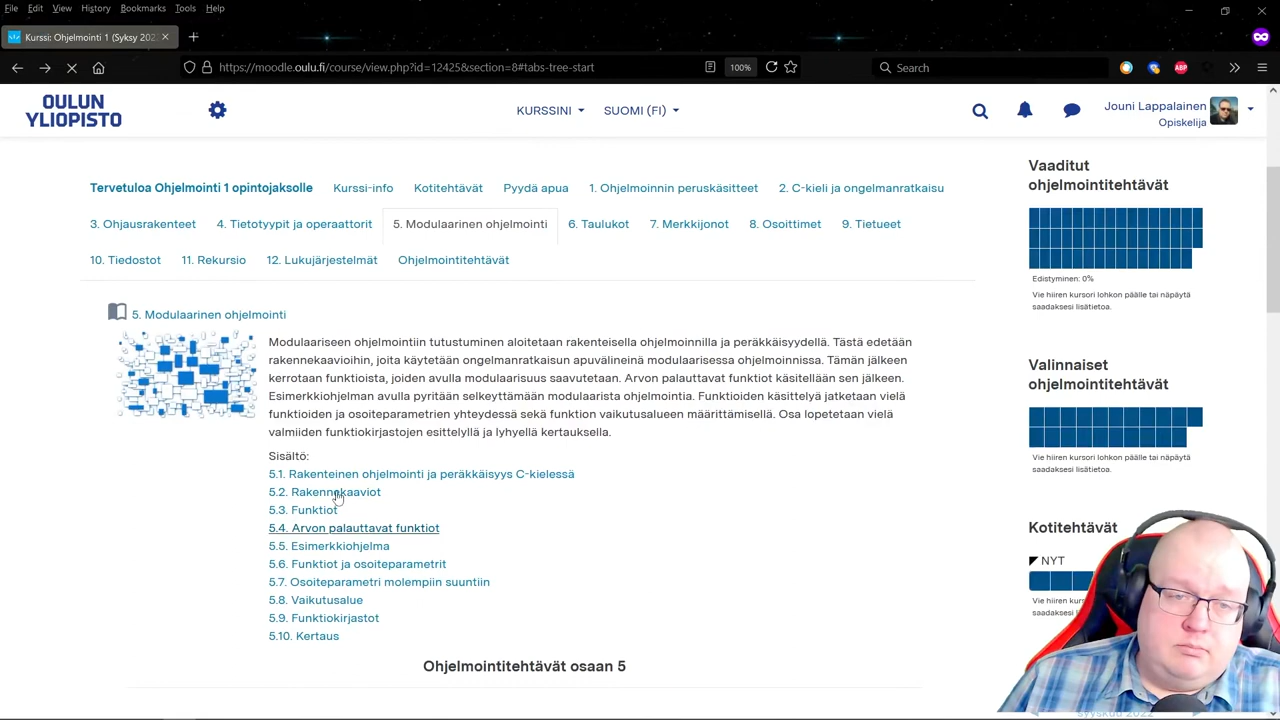 File Edit View History Bookmarks Tools Help
Kurssi: Ohjelmointi 1 (Syksy 202
https://moodle.oulu.fi/course/view.php?id=12425&section=8#tabs-tree-start
100%
Search
ABP
OULUN
YLIOPISTO
KURSSINI
SUOMI (FI)
Jouni Lappalainen
Opiskelija
Tervetuloa Ohjelmointi 1 opintojaksolle Kurssi-info Kotitehtävät Pyydä apua 1. Ohjelmoinnin peruskäsitteet 2. C-kieli ja ongelmanratkaisu
3. Ohjausrakenteet 4. Tietotyypit ja operaattorit 5. Modulaarinen ohjelmointi 6. Taulukot 7. Merkkijonot 8. Osoittimet 9. Tietueet
10. Tiedostot 11. Rekursio 12. Lukujärjestelmät Ohjelmointitehtävät
5. Modulaarinen ohjelmointi
Modulaariseen ohjelmointiin tutustuminen aloitetaan rakenteisella ohjelmoinnilla ja peräkkäisyydellä. Tästä edetään
rakennekaavioihin, joita käytetään ongelmanratkaisun apuvälineinä modulaarisessa ohjelmoinnissa. Tämän jälkeen
kerrotaan funktioista, joiden avulla modulaarisuus saavutetaan. Arvon palauttavat funktiot käsitellään sen jälkeen.
Esimerkkiohjelman avulla pyritään selkeyttämään modulaarista ohjelmointia. Funktioiden käsittelyä jatketaan vielä
funktioiden ja osoiteparametrien yhteydessä sekä funktion vaikutusalueen määrittämisellä. Osa lopetetaan vielä
valmiiden funktiokirjastojen esittelyllä ja lyhyellä kertauksella.
Sisältö:
5.1. Rakenteinen ohjelmointi ja peräkkäisyys C-kielessä
5.2. Rakennekaaviot
5.3. Funktiot
5.4. Arvon palauttavat funktiot
5.5. Esimerkkiohjelma
5.6. Funktiot ja osoiteparametrit
5.7. Osoiteparametri molempiin suuntiin
5.8. Vaikutusalue
5.9. Funktiokirjastot
5.10. Kertaus
Ohjelmointitehtävät osaan 5
Vaaditut
ohjelmointitehtävät
Edistyminen: 0%
Vie hiiren kursori lohkon päälle tai näpäytä
saadaksesi lisätietoa.
Valinnaiset
ohjelmointitehtävät
Vie hiiren kursori lohkon päälle tai näpäytä
saadaksesi lisätietoa.
Kotitehtävät
NYT
Vie hiiren kurs
saadaksesi li
syyskuu 2022